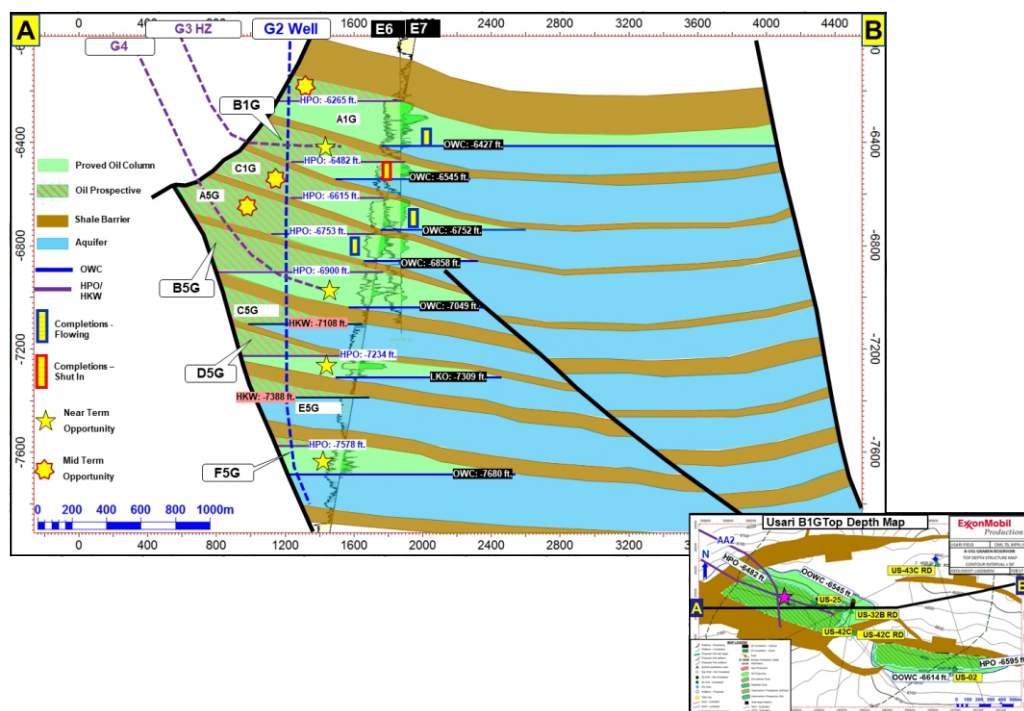 A
B
0
400
800
1200
1600
2000
2400
2800
3200
3600
4000
4400
G3 HZ
G2 Well
E6
E7
G4
HPO: -6265 ft.
B1G
A1G
-6400
-6400
OWC: -6427 ft.
HPO: -6482 ft.
C1G
OWC: -6545 ft.
A5G
HPO: -6615 ft.
HPO: -6753 ft.
OWC: -6752 ft.
-6800
-6800
OWC: -6858 ft.
HPO: -6900 ft.
B5G
OWC: -7049 ft.
C5G
HKW: -7108 ft.
-7200
-7200
HPO: -7234 ft.
D5G
LKO: -7309 ft.
HKW: -7388 ft.
E5G
HPO: -7578 ft.
-7600
-7600
F5G
OWC: -7680 ft.
Proved Oil Column
Oil Prospective
Shale Barrier
Aquifer
OWC
HPO/
HKW
Completions -
Flowing
Completions –
Shut In
Near Term
Opportunity
Mid Term
Opportunity
0 200 400 600 800 1000m
0
400
800
1200
1600
2000
2400
2800
3200
3600
Usari B1GTop Depth Map
ExxonMobil
Production
USARI FIELD
TOP DEPTH STRUCTURE MAP
AA2
N
HPO -6482 ft.
OOWC -6545 ft.
US-43C RD
US-25
US-32B RD
US-42C
US-42C RD
A
B
HPO -6595 ft.
OOWC -6614 ft.
US-02
MAP LEGEND